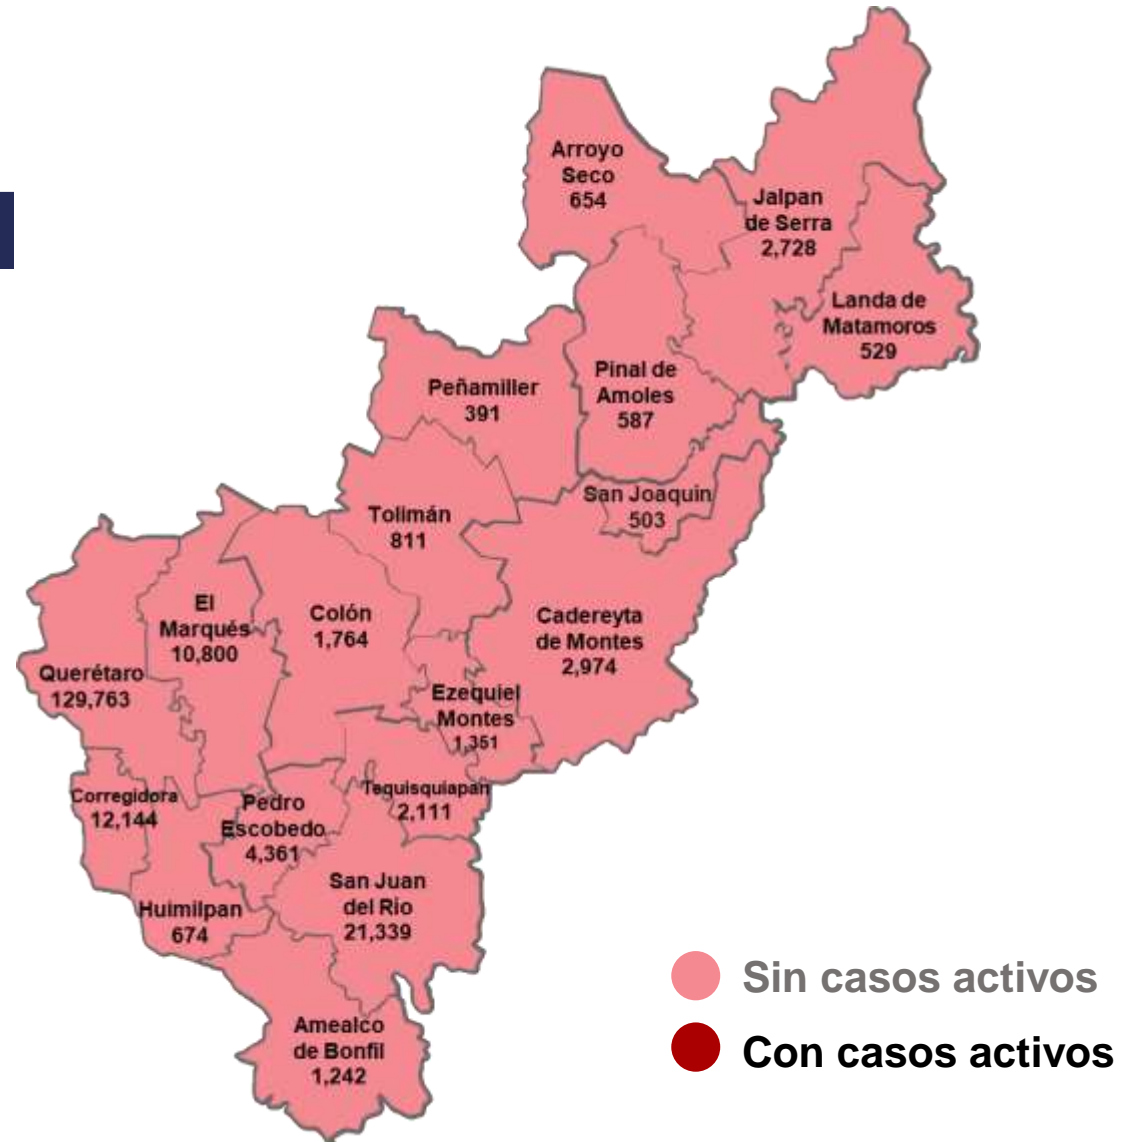 Arroyo
Seco
654
Jalpan
de Serra
2,728
Landa de
Matamoros
529
Pinal de
Amoles
587
Peñamiller
391
San Joaquin
503
Tolimán
811
El
Marqués
10,800
Colón
1,764
Cadereyta
de Montes
2,974
Querétaro
129,763
Ezequiel
Montes
1,351
Corregidora
12,144
Pedro
Escobedo
4,361
Tequisquiapan
2,111
San Juan
del Rio
21,339
Huimilpan
674
Amealco
de Bonfil
1,242
Sin casos activos
Con casos activos